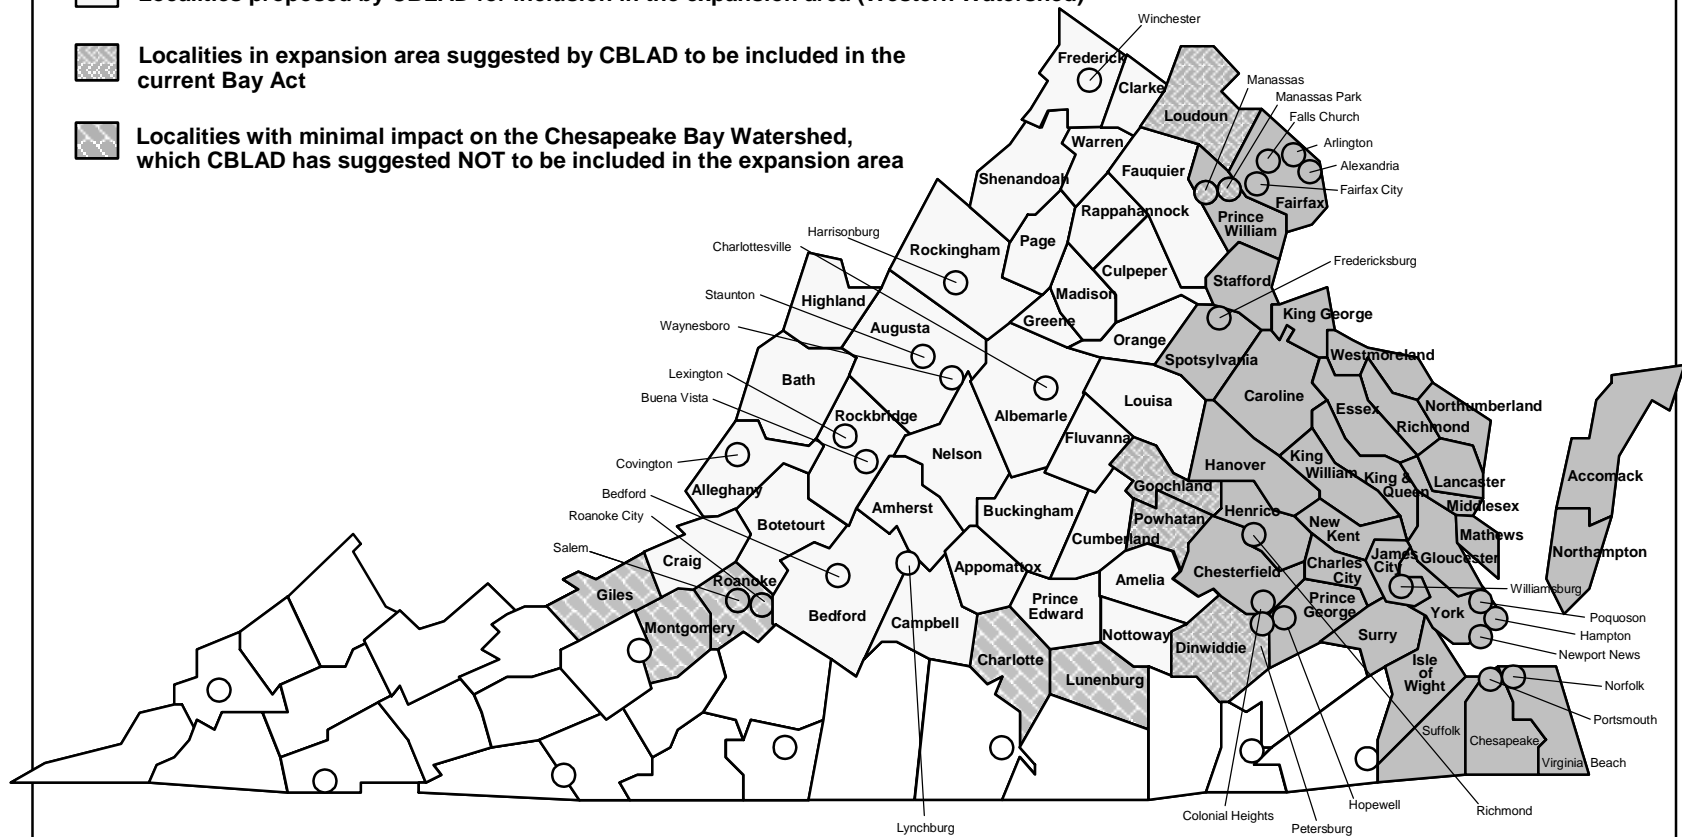 Localities proposed by CBLAD for inclusion in the expansion area (Western Watershed)
Localities in expansion area suggested by CBLAD to be included in the
current Bay Act
Localities with minimal impact on the Chesapeake Bay Watershed,
which CBLAD has suggested NOT to be included in the expansion area
Winchester
Frederick
Clarke
Manassas
Manassas Park
Loudoun
Falls Church
Warren
Arlington
Alexandria
Fauquier
Shenandoah
Fairfax City
Fairfax
Rappahannock
Prince
William
Harrisonburg
Page
Charlottesville
Rockingham
Fredericksburg
Culpeper
Stafford
Staunton
Highland
Madison
King George
Waynesboro
Augusta
Greene
Orange
Westmoreland
Spotsylvania
Lexington
Bath
Buena Vista
Caroline
Louisa
Essex
Northumberland
Rockbridge
Albemarle
Richmond
Fluvanna
Nelson
King
William
Covington
Hanover
Accomack
King &
Queen
Lancaster
Alleghany
Goochland
Bedford
Middlesex
Amherst
Buckingham
Henrico
Roanoke City
Powhatan
Botetourt
New
Kent
Mathews
Cumberland
Salem
Northampton
James
City
Gloucester
Craig
Appomattox
Charles
City
Chesterfield
Roanoke
Amelia
Williamsburg
Giles
Prince
Edward
Prince
George
York
Poquoson
Bedford
Campbell
Montgomery
Nottoway
Surry
Hampton
Dinwiddie
Newport News
Charlotte
Isle
of
Wight
Lunenburg
Norfolk
Portsmouth
Suffolk
Chesapeake
Virginia Beach
Hopewell
Richmond
Colonial Heights
Lynchburg
Petersburg